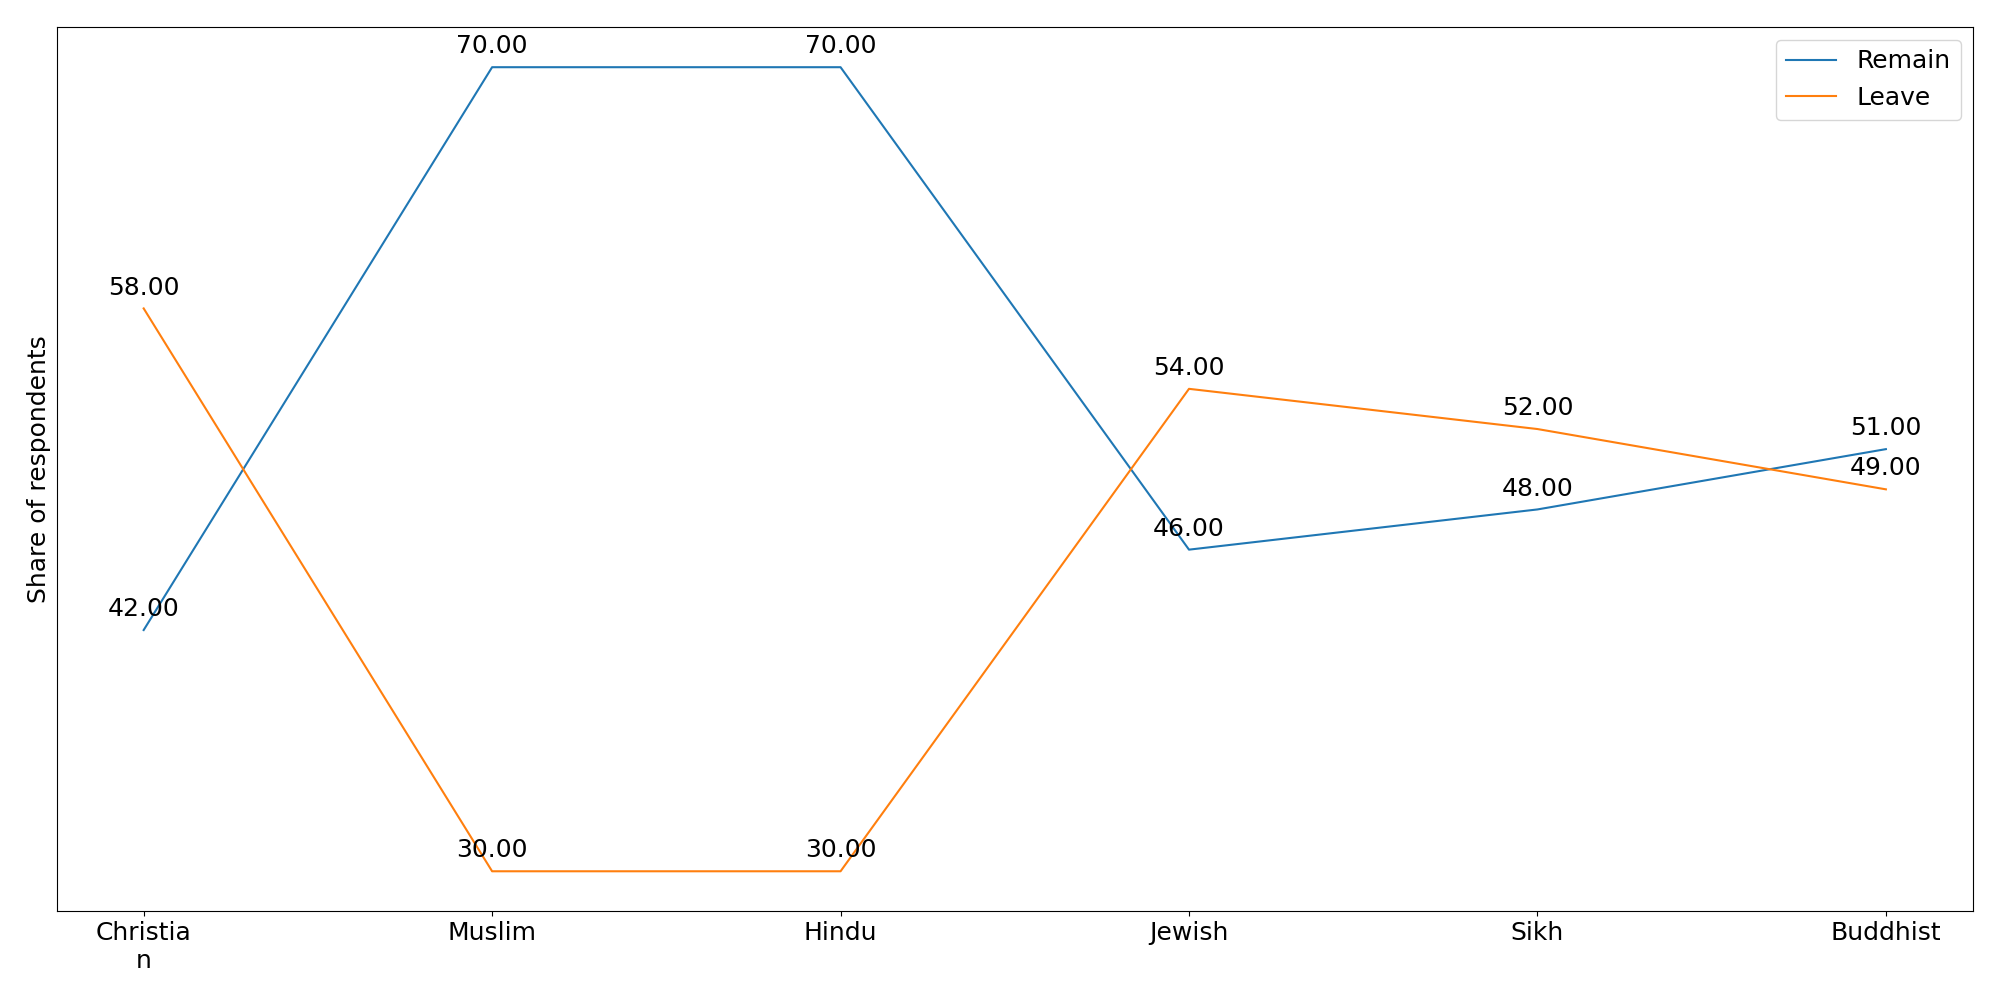 70.00 70.00
Remain
Leave
58.00
54.00
52.00
51.00
49.00
48.00
46.00
42.00
30.00 30.00
Share of respondents
Christia
n
Muslim
Hindu
Jewish
Sikh
Buddhist